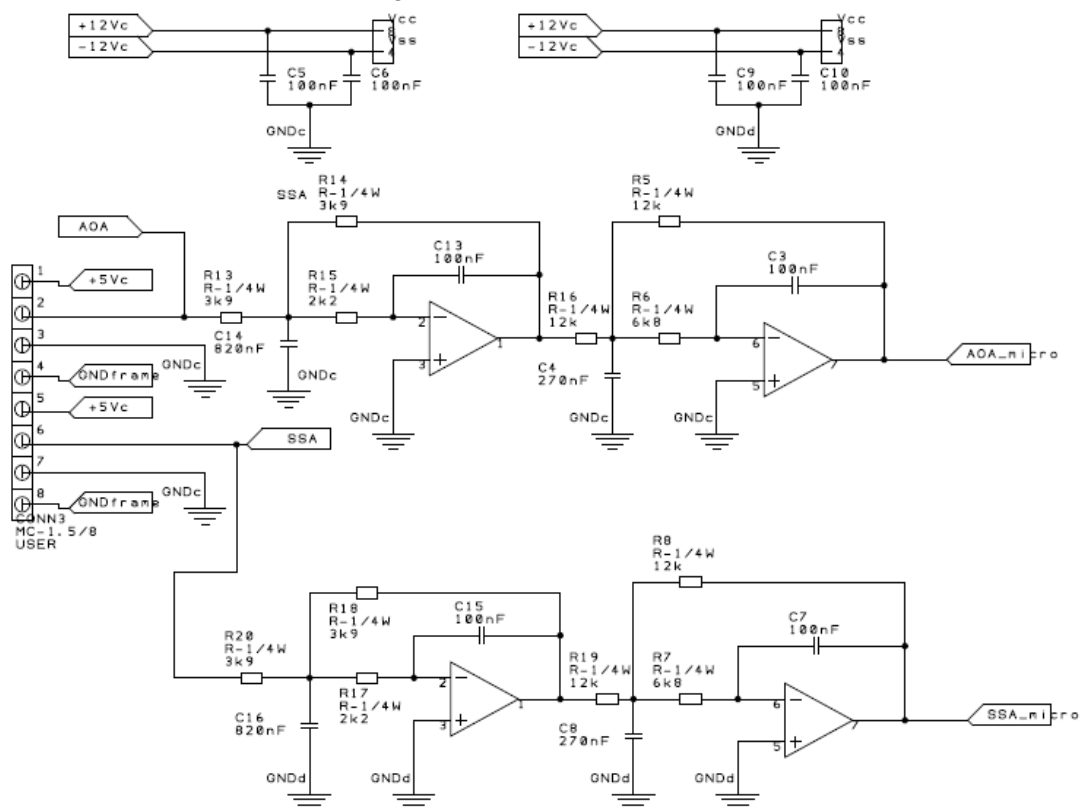 +12Vc
-12Vc
Vcc
8
Vss
4
C5
100nF
C6
100nF
GNDc
+12Vc
-12Vc
Vcc
8
Vss
4
C9
100nF
C10
100nF
GNDd
AOA
SSA
R14
R-1/4W
3k9
R5
R-1/4W
12k
1
+5Vc
2
3
GNDc
4
GNDframe
5
+5Vc
6
SSA
7
GNDc
8
GNDframe
CONN3
MC-1.5/8
USER
R13
R-1/4W
3k9
R15
R-1/4W
2k2
C13
100nF
C14
820nF
GNDc
2
3
1
GNDc
R16
R-1/4W
12k
R6
R-1/4W
6k8
C3
100nF
C4
270nF
GNDc
6
5
7
GNDc
AOA_micro
R8
R-1/4W
12k
R18
R-1/4W
3k9
C15
100nF
C7
100nF
R20
R-1/4W
3k9
R17
R-1/4W
2k2
R19
R-1/4W
12k
R7
R-1/4W
6k8
2
3
1
6
5
7
SSA_micro
C16
820nF
C8
270nF
GNDd
GNDd
GNDd
GNDd